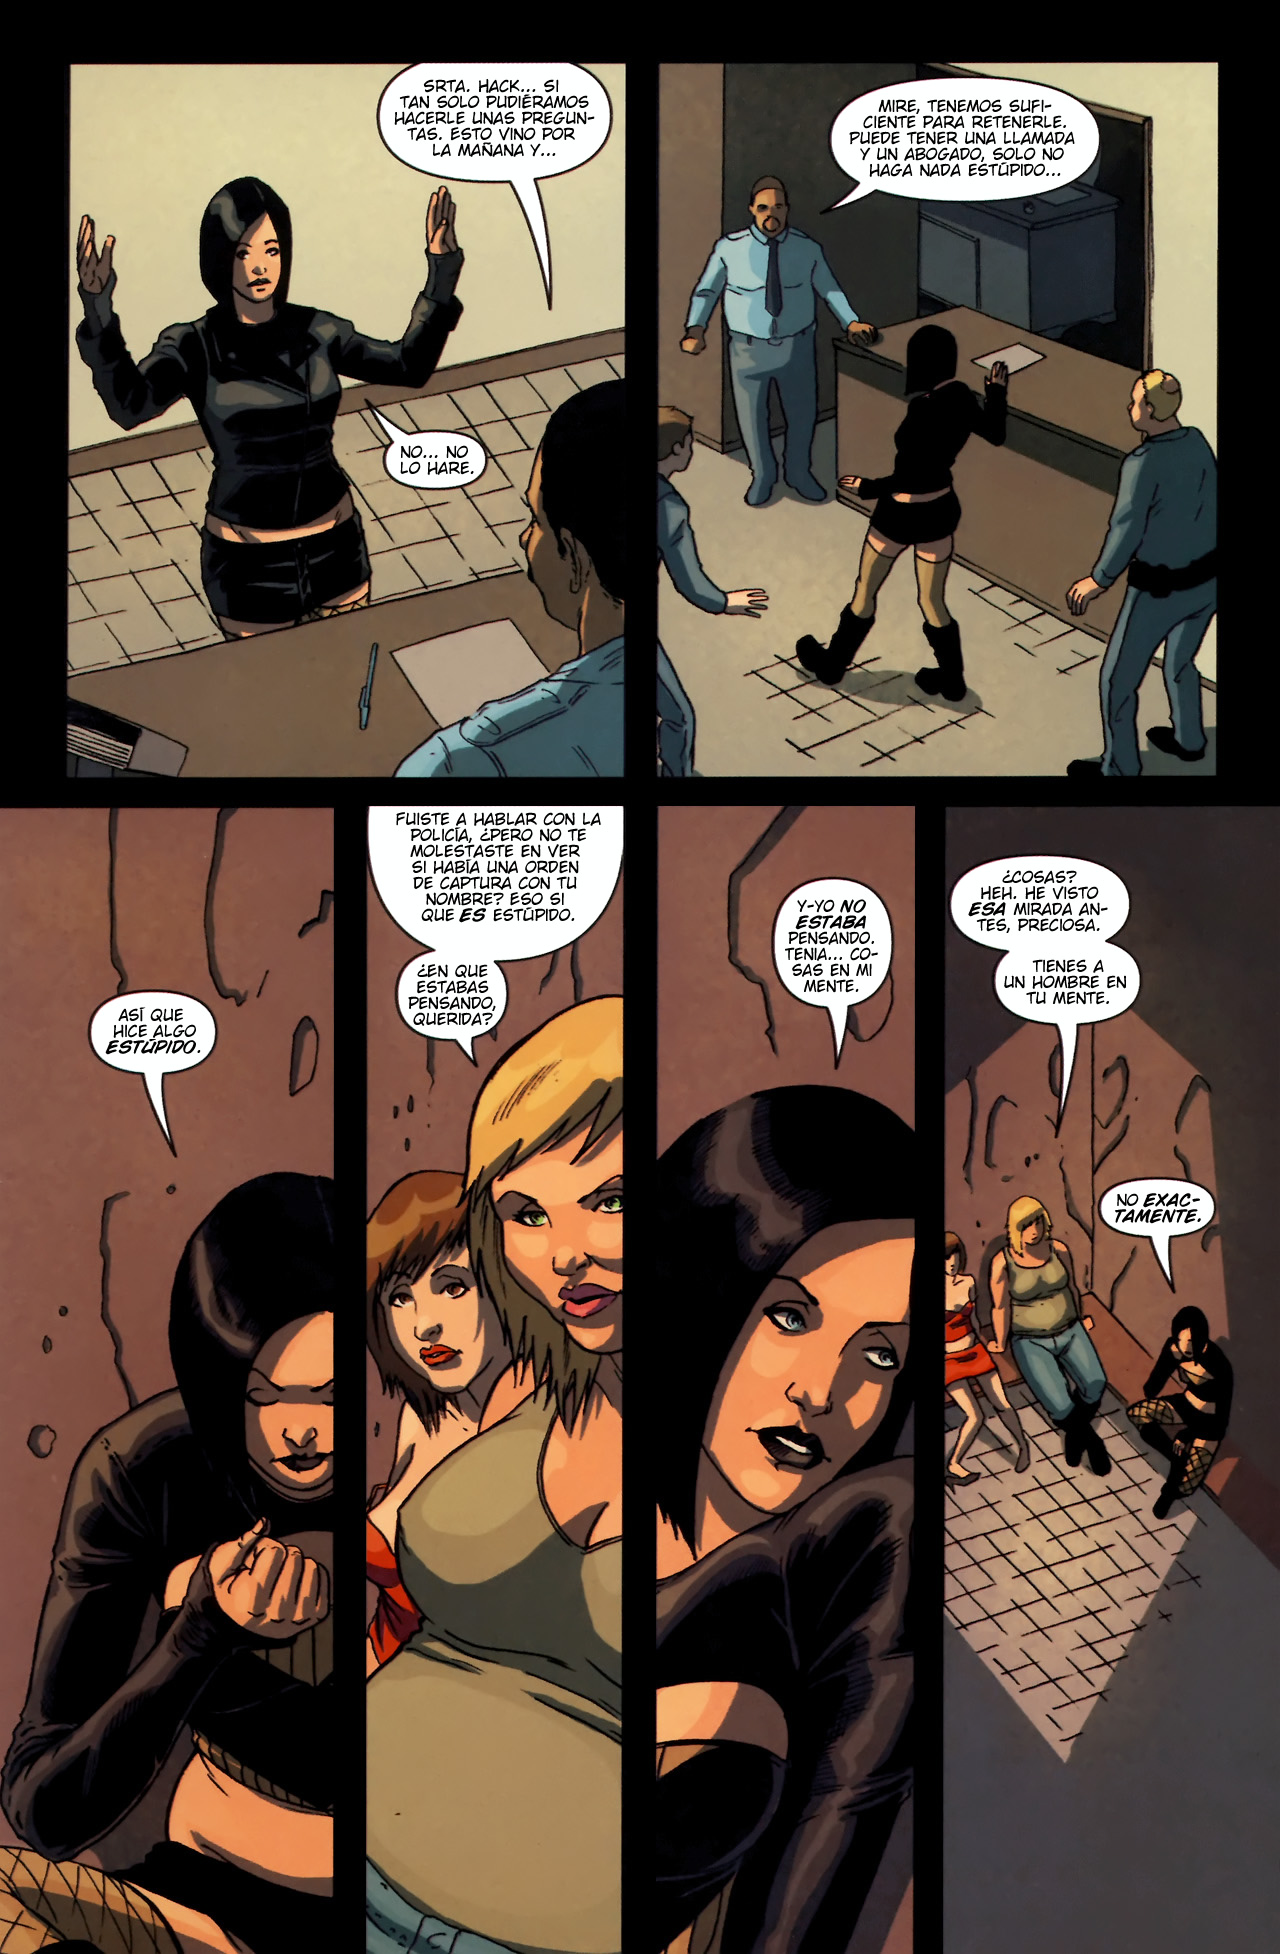 SRTA. HACK... SI
TAN SOLO PUDIÉRAMOS
HACERLE UNAS PREGUN-
TAS. ESTO VINO POR
LA MAÑANA Y...
NO... NO
LO HARE.
MIRE, TENEMOS SUFI-
CIENTE PARA RETENERLE.
PUEDE TENER UNA LLAMADA
Y UN ABOGADO, SOLO NO
HAGA NADA ESTÚPIDO...
ASÍ QUE
HICE ALGO
ESTÚPIDO.
FUISTE A HABLAR CON LA
POLICÍA, ¿PERO NO TE
MOLESTASTE EN VER
SI HABÍA UNA ORDEN
DE CAPTURA CON TU
NOMBRE? ESO SI
QUE ES ESTÚPIDO.
¿EN QUE
ESTABAS
PENSANDO,
QUERIDA?
Y-YO NO
ESTABA
PENSANDO.
TENIA... CO-
SAS EN MI
MENTE.
¿COSAS?
HEH. HE VISTO
ESA MIRADA AN-
TES, PRECIOSA.
TIENES A
UN HOMBRE EN
TU MENTE.
NO EXAC-
TAMENTE.